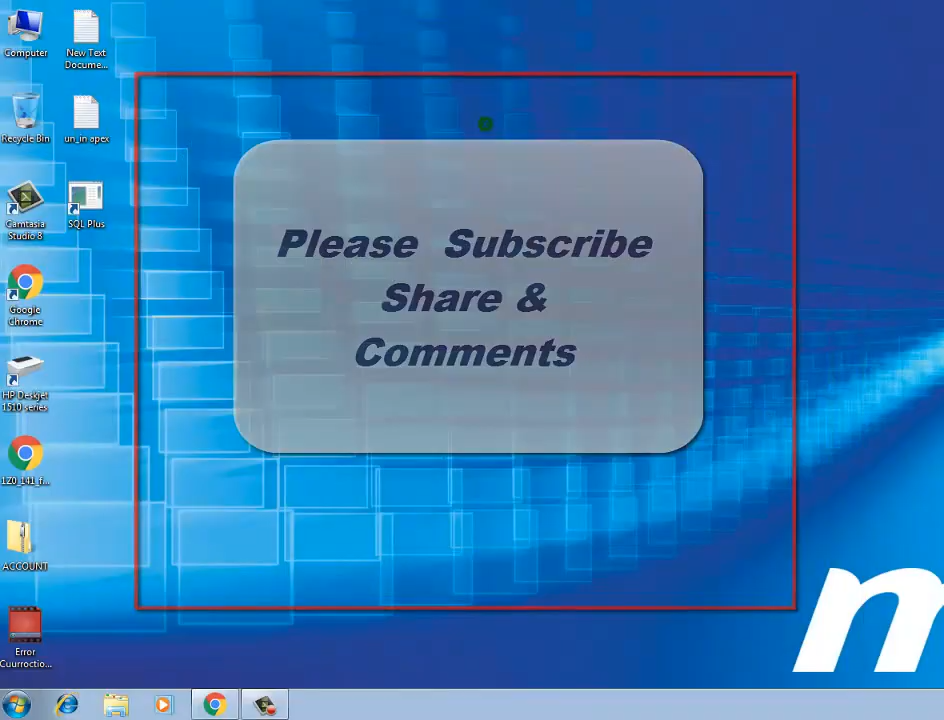 Computer
New Text
Docume...
Recycle Bin
un_in apex
Camtasia
Studio 8
SQL Plus
Google
Chrome
HP Deskjet
1510 series
1Z0_141_f...
ACCOUNT
Error
Cuurroctio...
Please Subscribe
Share &
Comments
m